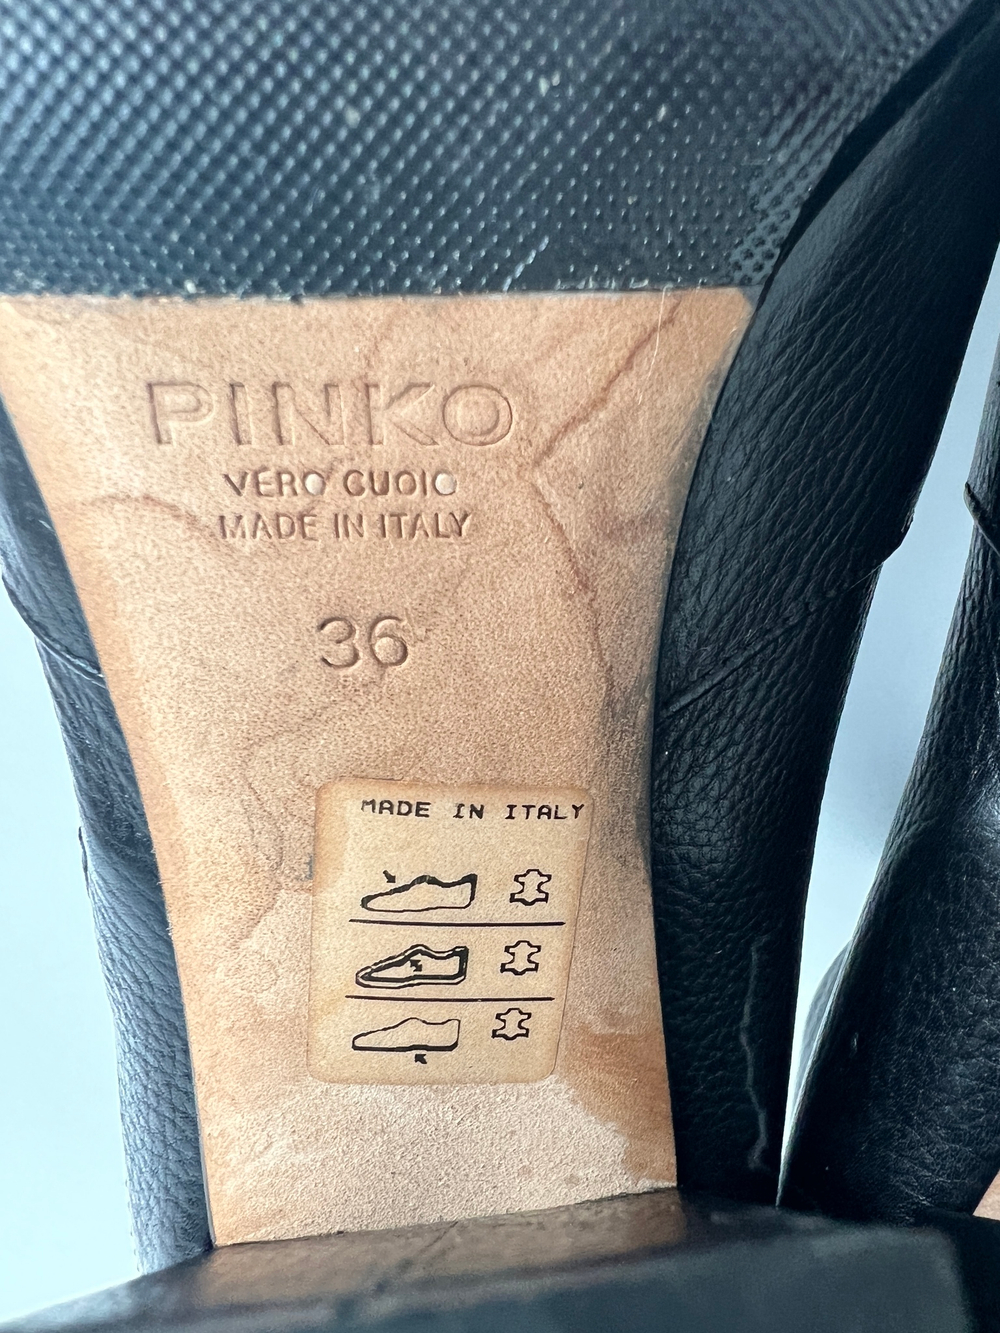 PINKO
VERO CUOIO
MADE IN ITALY
36
MADE IN ITALY